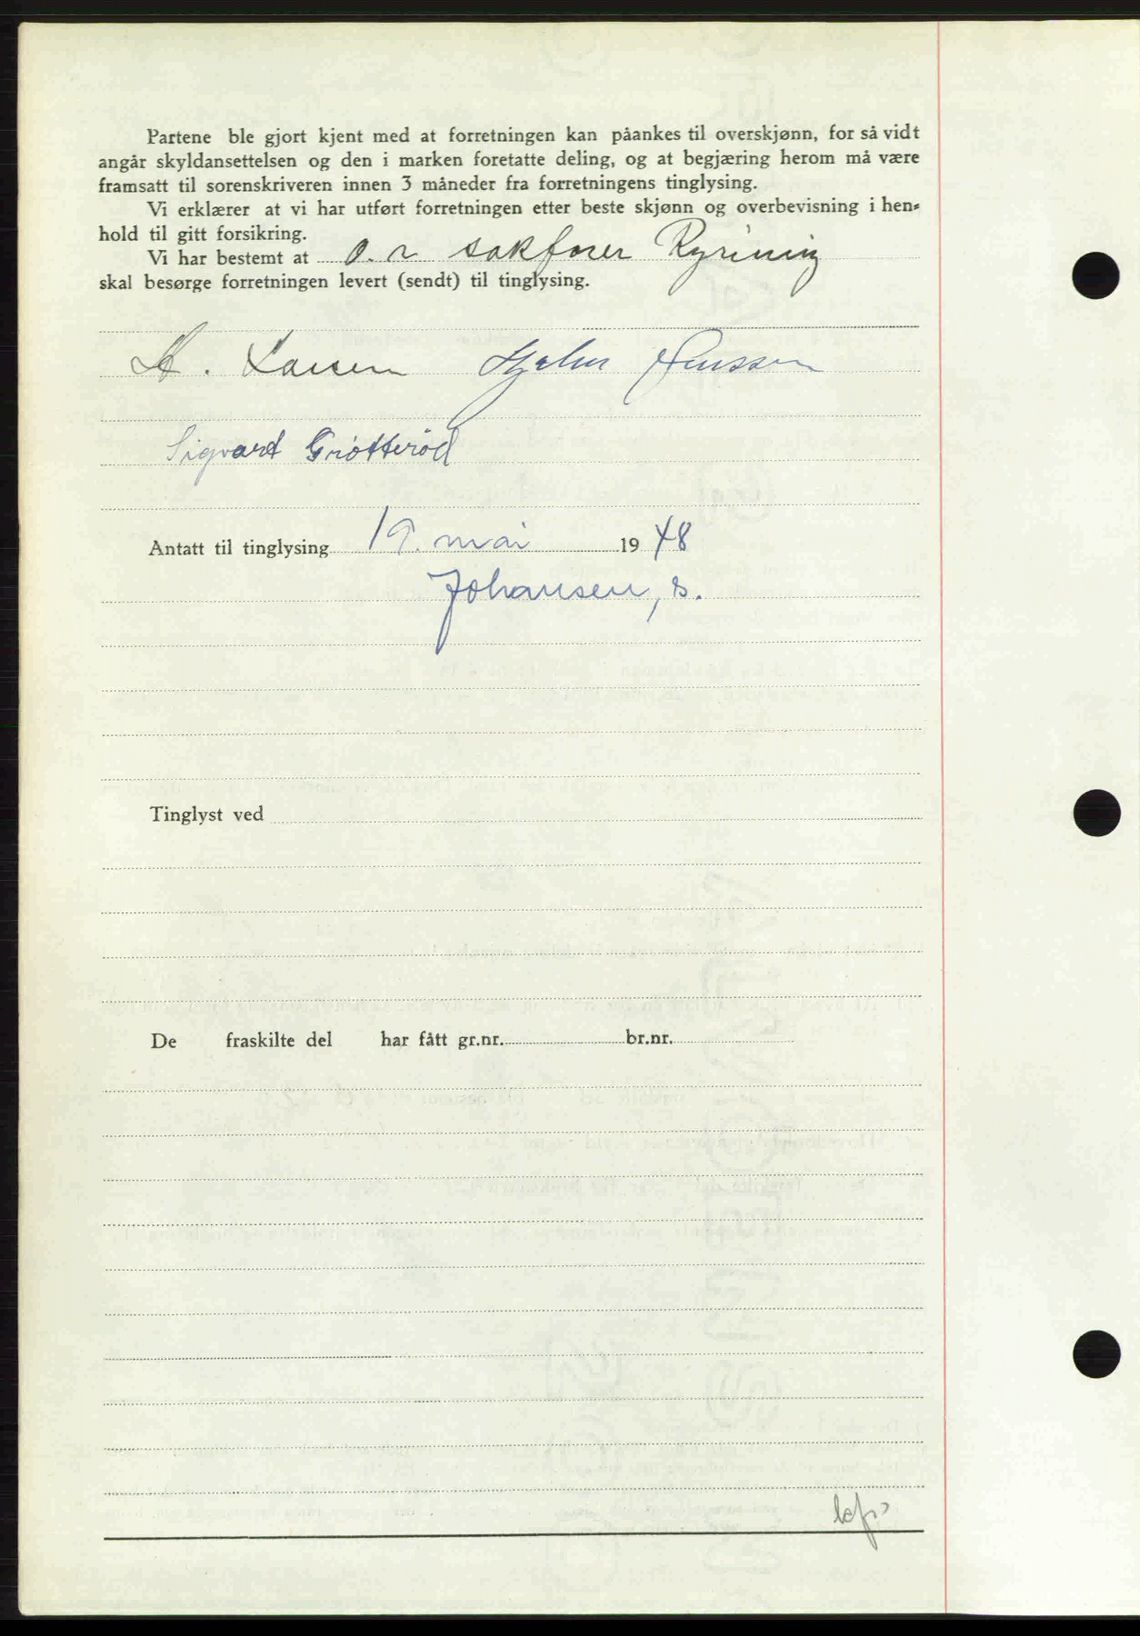 Partene ble gjort kjent med at forretningen kan påankes til overskjønn, for så vidt
angår skyldansettelsen og den i marken foretatte deling, og at begjæring herom må være
framsatt til sorenskriveren innen 3 måneder fra forretningens tinglysing.
Vi erklærer at vi har utført forretningen etter beste skjønn og overbevisning i hen-
hold til gitt forsikring.
Vi har bestemt at o. r sakfører Ryrining
skal besørge forretningen levert (sendt) til tinglysing.
A. Larsen Hjalm
Sigvard Grøtterød
Antatt til tinglysing 19. mai 1948
Johansen, s.
Tinglyst ved
De fraskilte del har fått gr.nr. br.nr.